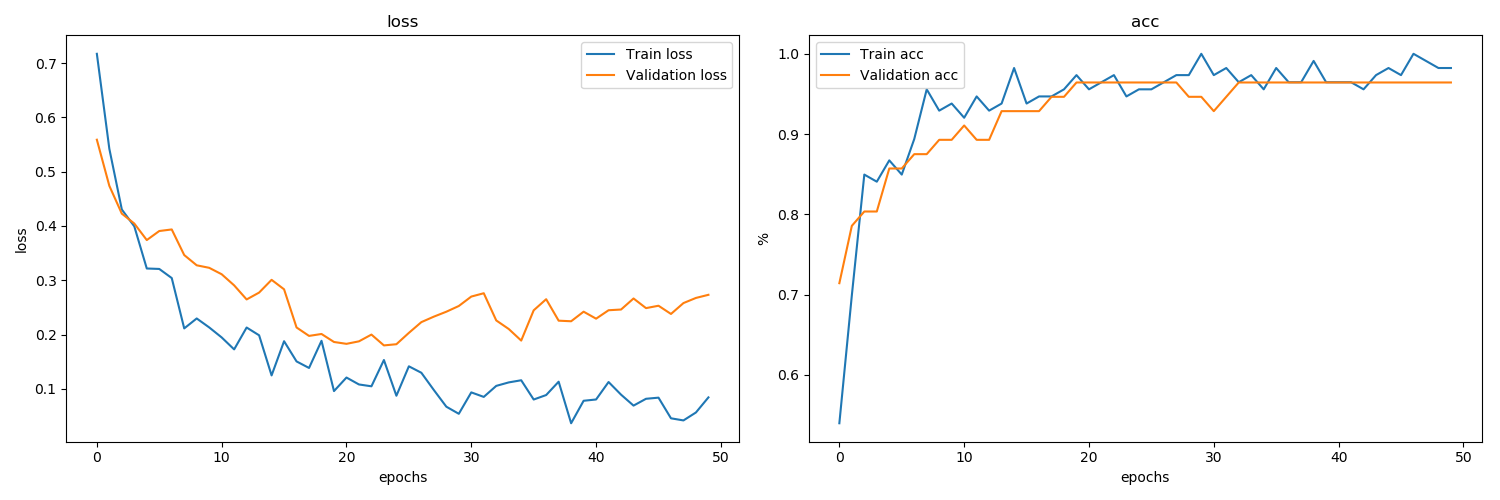 loss
Train loss
Validation loss
0.7
0.6
0.5
0.4
0.3
0.2
0.1
loss
0 10 20 30 40 50
epochs
acc
Train acc
Validation acc
1.0
0.9
0.8
0.7
0.6
%
0 10 20 30 40 50
epochs